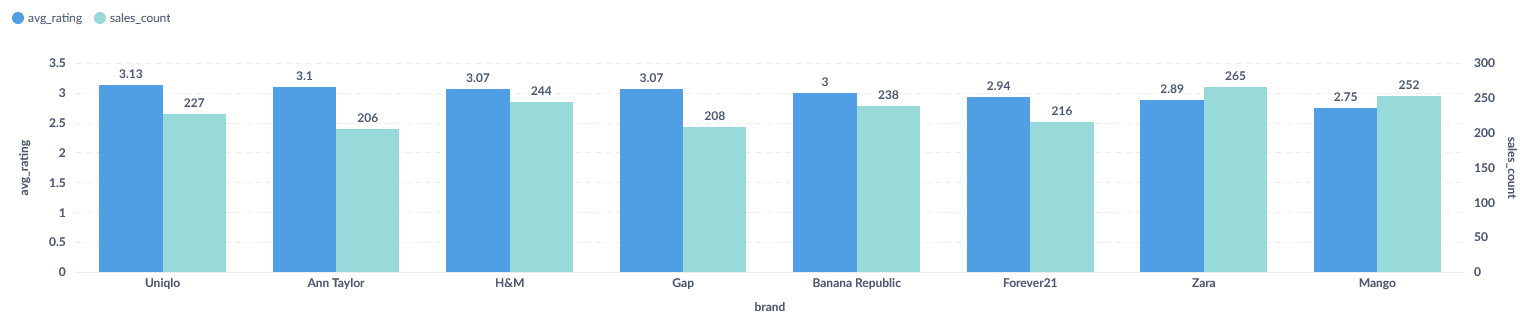 avg_rating sales_count
3.5 300
3 250
2.5 200
2 150
1.5 100
1 50
0.5 0
0
avg_rating
sales_count
3.13 227 3.1 206 3.07 244 3.07 208 3 238 2.94 216 2.89 265 2.75 252
Uniqlo Ann Taylor H&M Gap Banana Republic Forever21 Zara Mango
brand